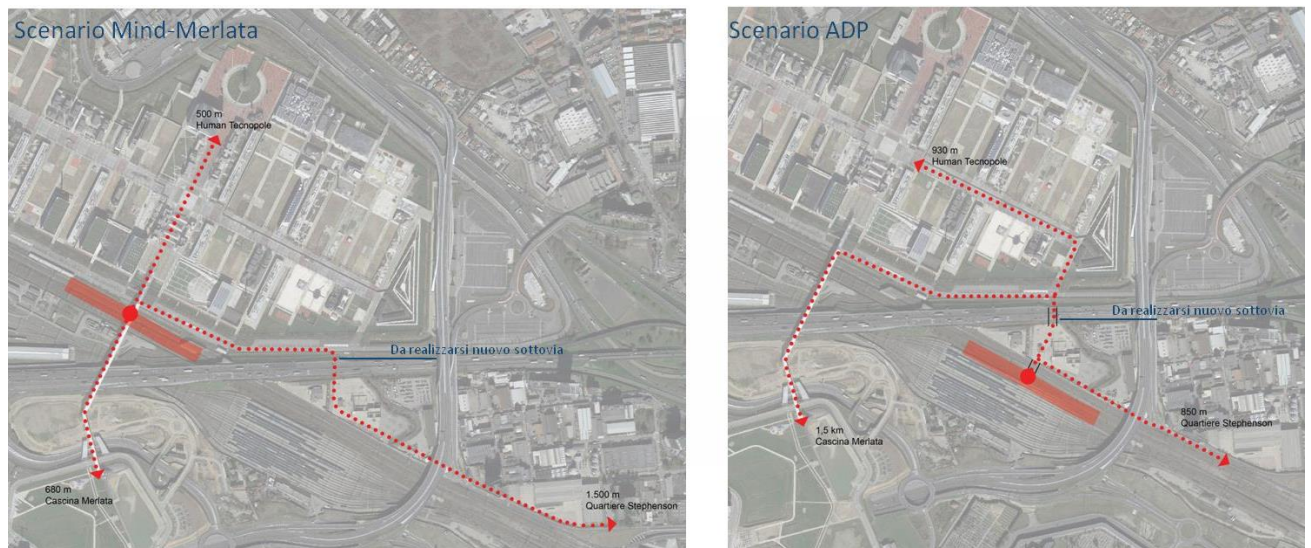 Scenario Mind-Merlata
500 m
Human Tecnopole
Da realizzarsi nuovo sottovia
680 m
Cascina Merlata
1.500 m
Quartiere Stephenson
Scenario ADP
930 m
Human Tecnopole
Da realizzarsi nuovo sottovia
850 m
Quartiere Stephenson
1,5 km
Cascina Merlata